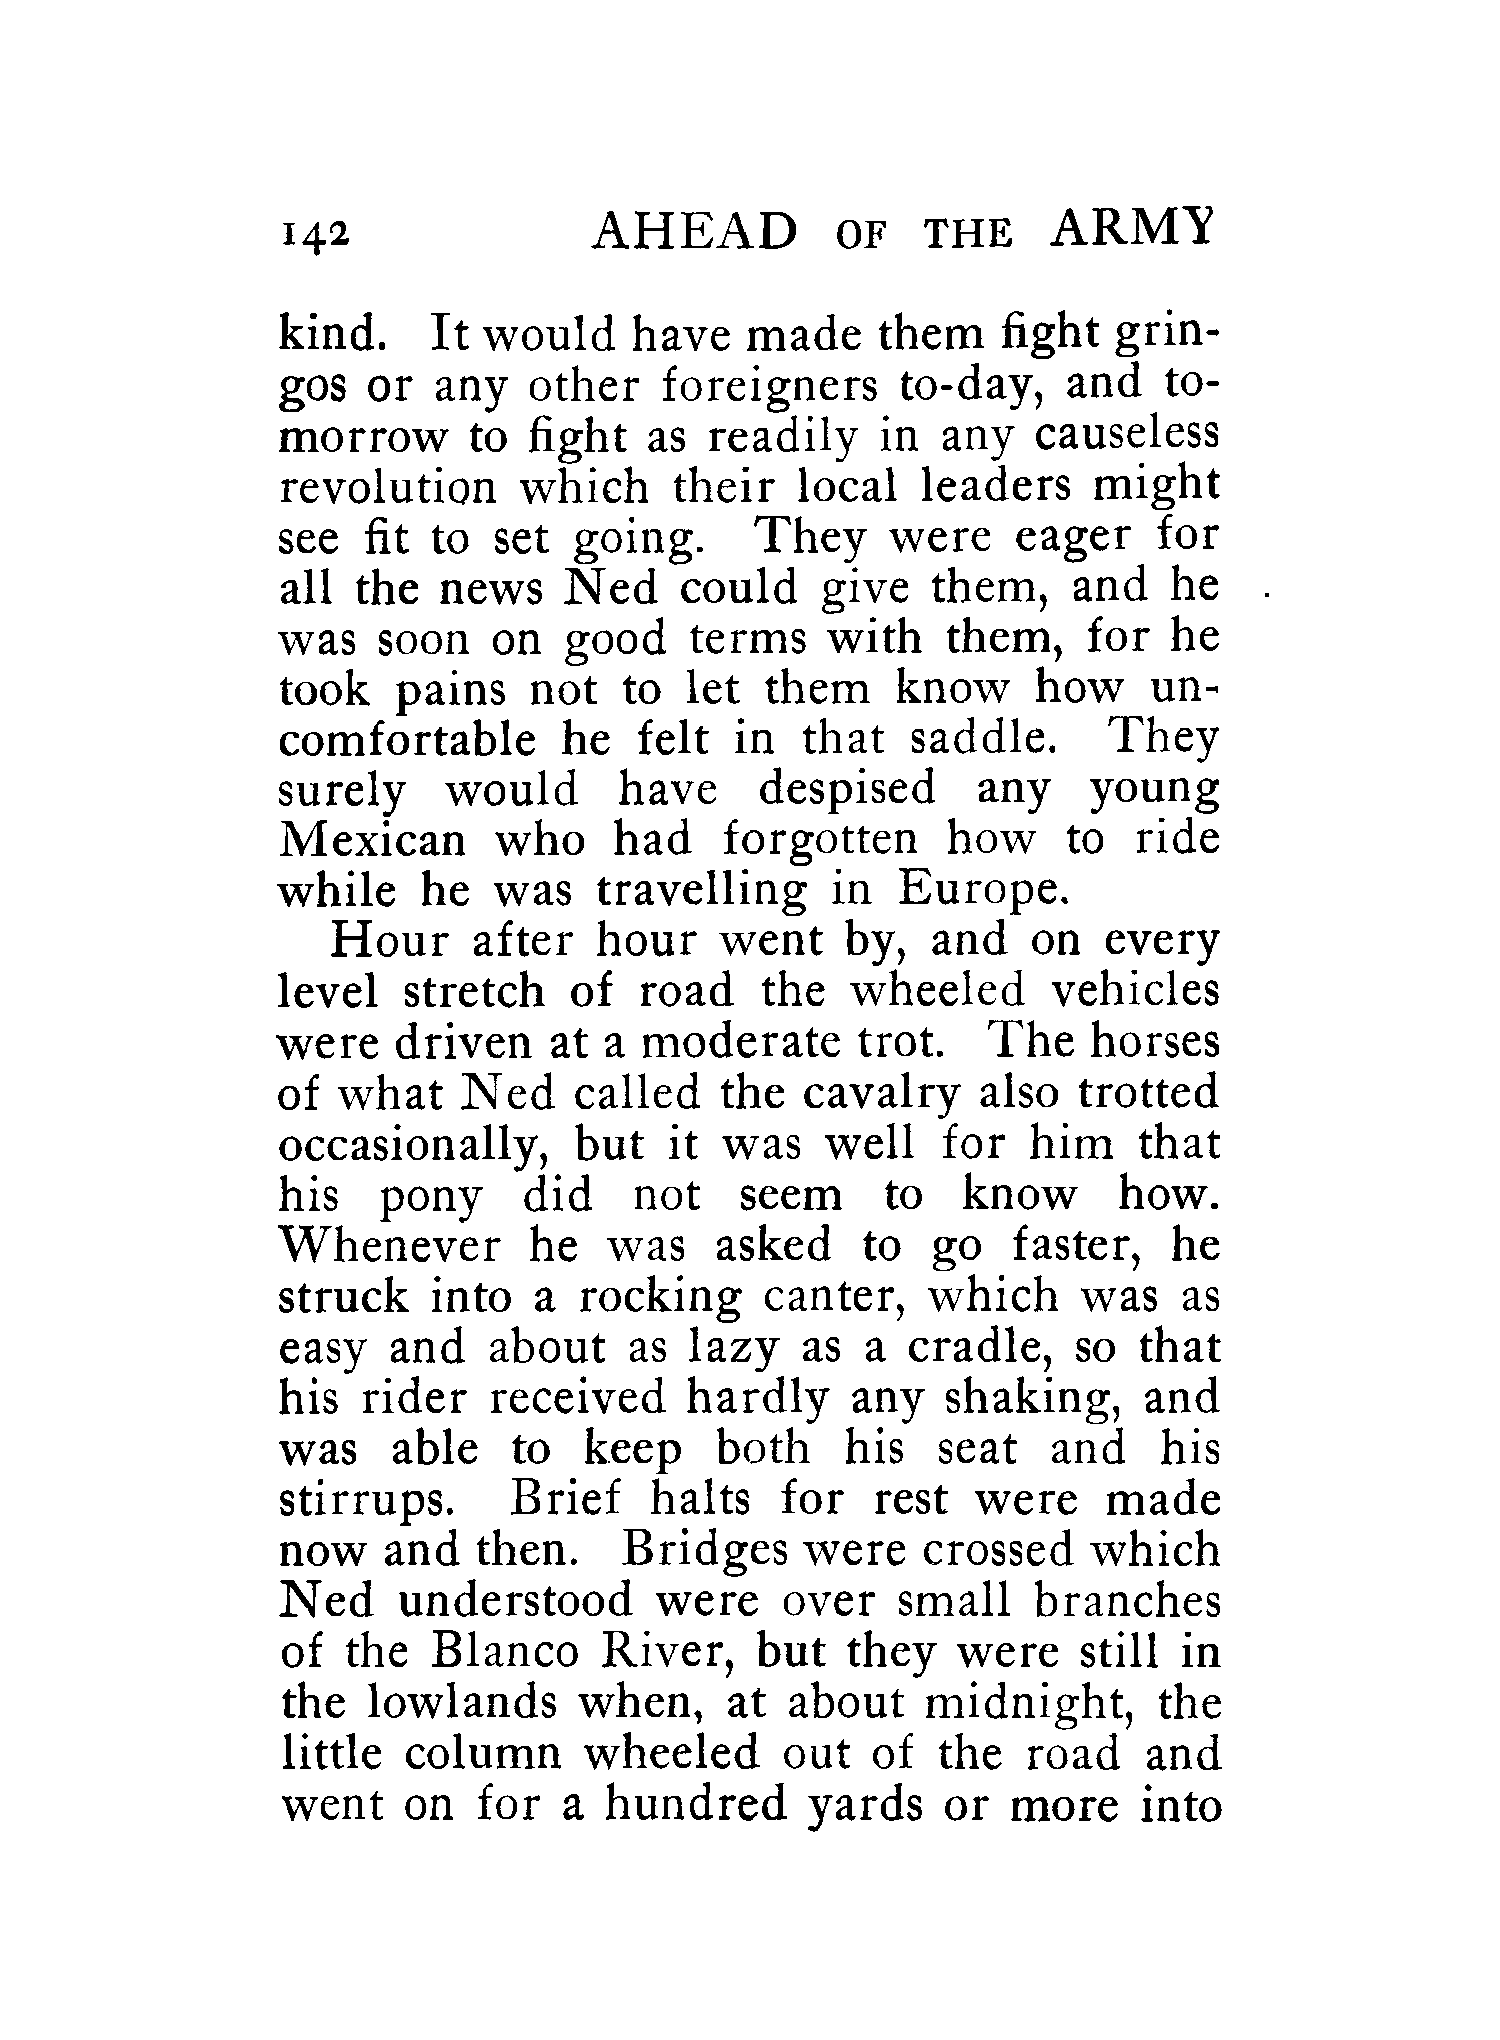 142 AHEAD OF THE ARMY
kind. It would have made them fight grin-
gos or any other foreigners to-day, and to-
morrow to fight as readily in any causeless
revolution which their local leaders might
see fit to set going. They were eager for
all the news Ned could give them, and he
was soon on good terms with them, for he
took pains not to let them know how un-
comfortable he felt in that saddle. They
surely would have despised any young
Mexican who had forgotten how to ride
while he was travelling in Europe.
Hour after hour went by, and on every
level stretch of road the wheeled vehicles
were driven at a moderate trot. The horses
of what Ned called the cavalry also trotted
occasionally, but it was well for him that
his pony did not seem to know how.
Whenever he was asked to go faster, he
struck into a rocking canter, which was as
easy and about as lazy as a cradle, so that
his rider received hardly any shaking, and
was able to keep both his seat and his
stirrups. Brief halts for rest were made
now and then. Bridges were crossed which
Ned understood were over small branches
of the Blanco River, but they were still in
the lowlands when, at about midnight, the
little column wheeled out of the road and
went on for a hundred yards or more into